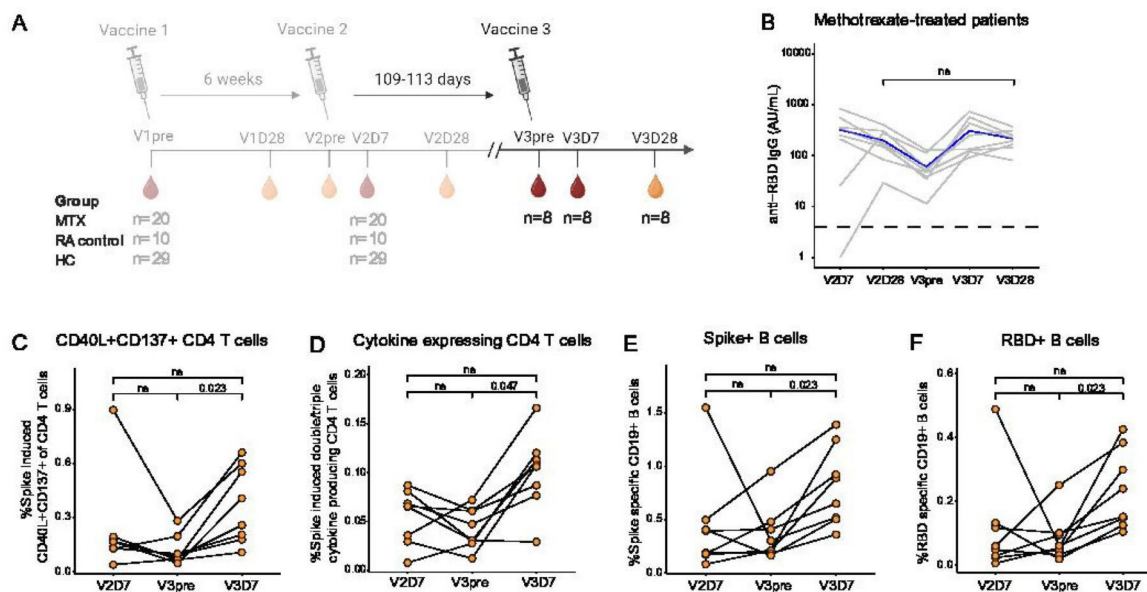 A
Vaccine 1
Vaccine 2
Vaccine 3
6 weeks
109-113 days
V1pre
V1D28
V2pre
V2D7
V2D28
V3pre
V3D7
V3D28
Group
MTX
n=20
n=20
n=8
n=8
n=8
RA control
n=10
n=10
HC
n=29
n=29
B
Methotrexate-treated patients
anti-RBD IgG (AU/mL)
10000
1000
100
10
1
ns
V2D7
V2D28
V3pre
V3D7
V3D28
C
CD40L+CD137+ CD4 T cells
%Spike induced
CD40L+CD137+ of CD4 T cells
0.9
0.6
0.3
0.0
ns
ns
0.023
V2D7
V3pre
V3D7
D
Cytokine expressing CD4 T cells
%Spike induced double/triple
cytokine producing CD4 T cells
0.20
0.15
0.10
0.05
0.00
ns
ns
0.047
V2D7
V3pre
V3D7
E
Spike+ B cells
%Spike specific CD19+ B cells
1.5
1.0
0.5
0.0
ns
ns
0.023
V2D7
V3pre
V3D7
F
RBD+ B cells
%RBD specific CD19+ B cells
0.6
0.4
0.2
0.0
ns
ns
0.023
V2D7
V3pre
V3D7